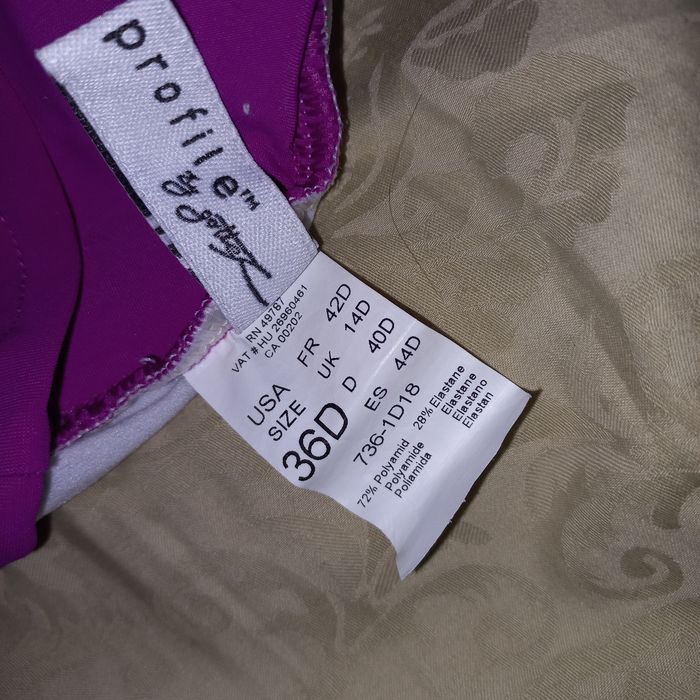 profile™
by Gottex
RN 49787
VAT # HU 26960461
CA 00202
USA FR 42D
SIZE UK 14D
36D D 40D
ES 44D
736-1D18
72% Polyamid 28% Elastane
Polyamide Elastane
Poliamida Elastano
Elastan